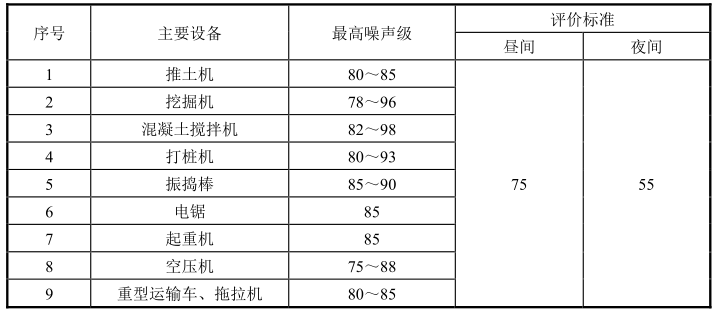 序号 主要设备 最高噪声级 评价标准
昼间 夜间
1 推土机 80～85
2 挖掘机 78～96
3 混凝土搅拌机 82～98
4 打桩机 80～93
5 振捣棒 85～90 75 55
6 电锯 85
7 起重机 85
8 空压机 75～88
9 重型运输车、拖拉机 80～85